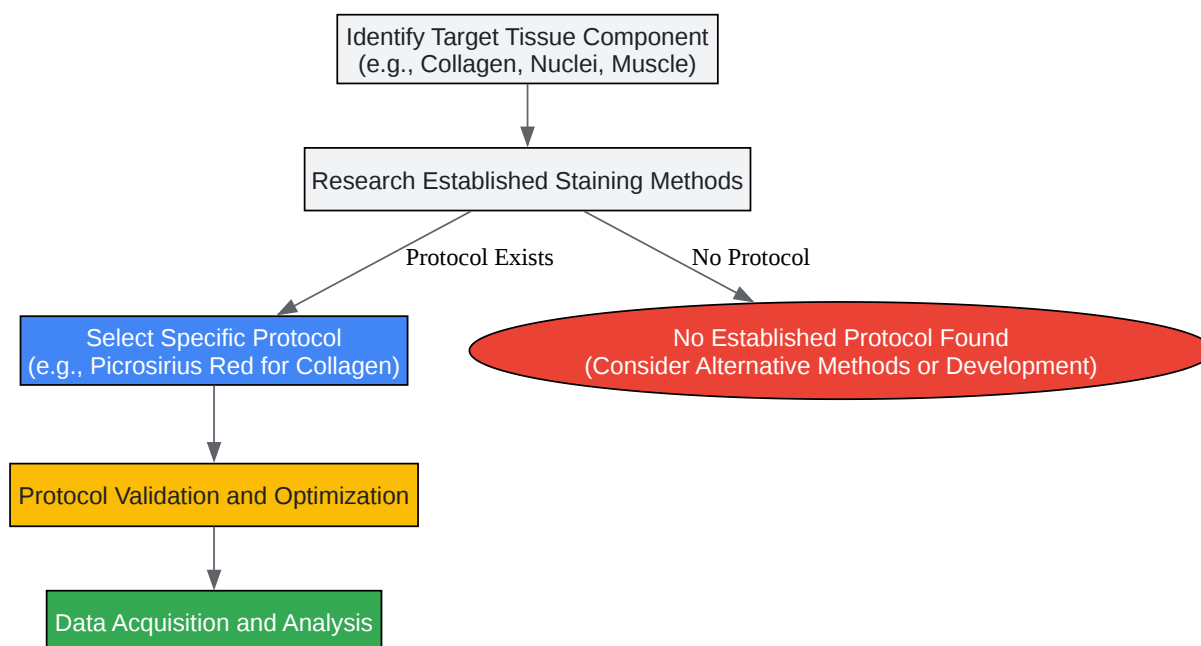 Identify Target Tissue Component
(e.g., Collagen, Nuclei, Muscle)
Research Established Staining Methods
Protocol Exists
No Protocol
Select Specific Protocol
(e.g., Picrosirius Red for Collagen)
No Established Protocol Found
(Consider Alternative Methods or Development)
Protocol Validation and Optimization
Data Acquisition and Analysis